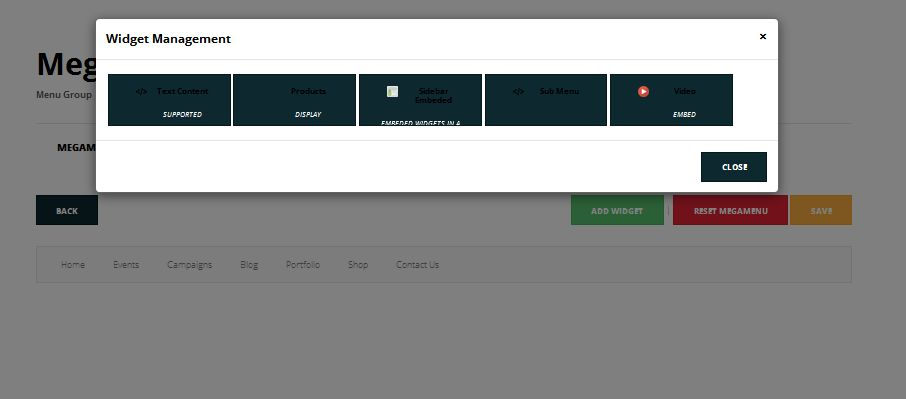 Widget Management ×
</> Text Content
SUPPORTED
Products
DISPLAY
Sidebar
Embeded
EMBEDED WIDGETS IN A
</> Sub Menu
Video
EMBED
CLOSE
Meg
Menu Group
MEGAM
BACK ADD WIDGET | RESET MEGAMENU SAVE
Home Events Campaigns Blog Portfolio Shop Contact Us